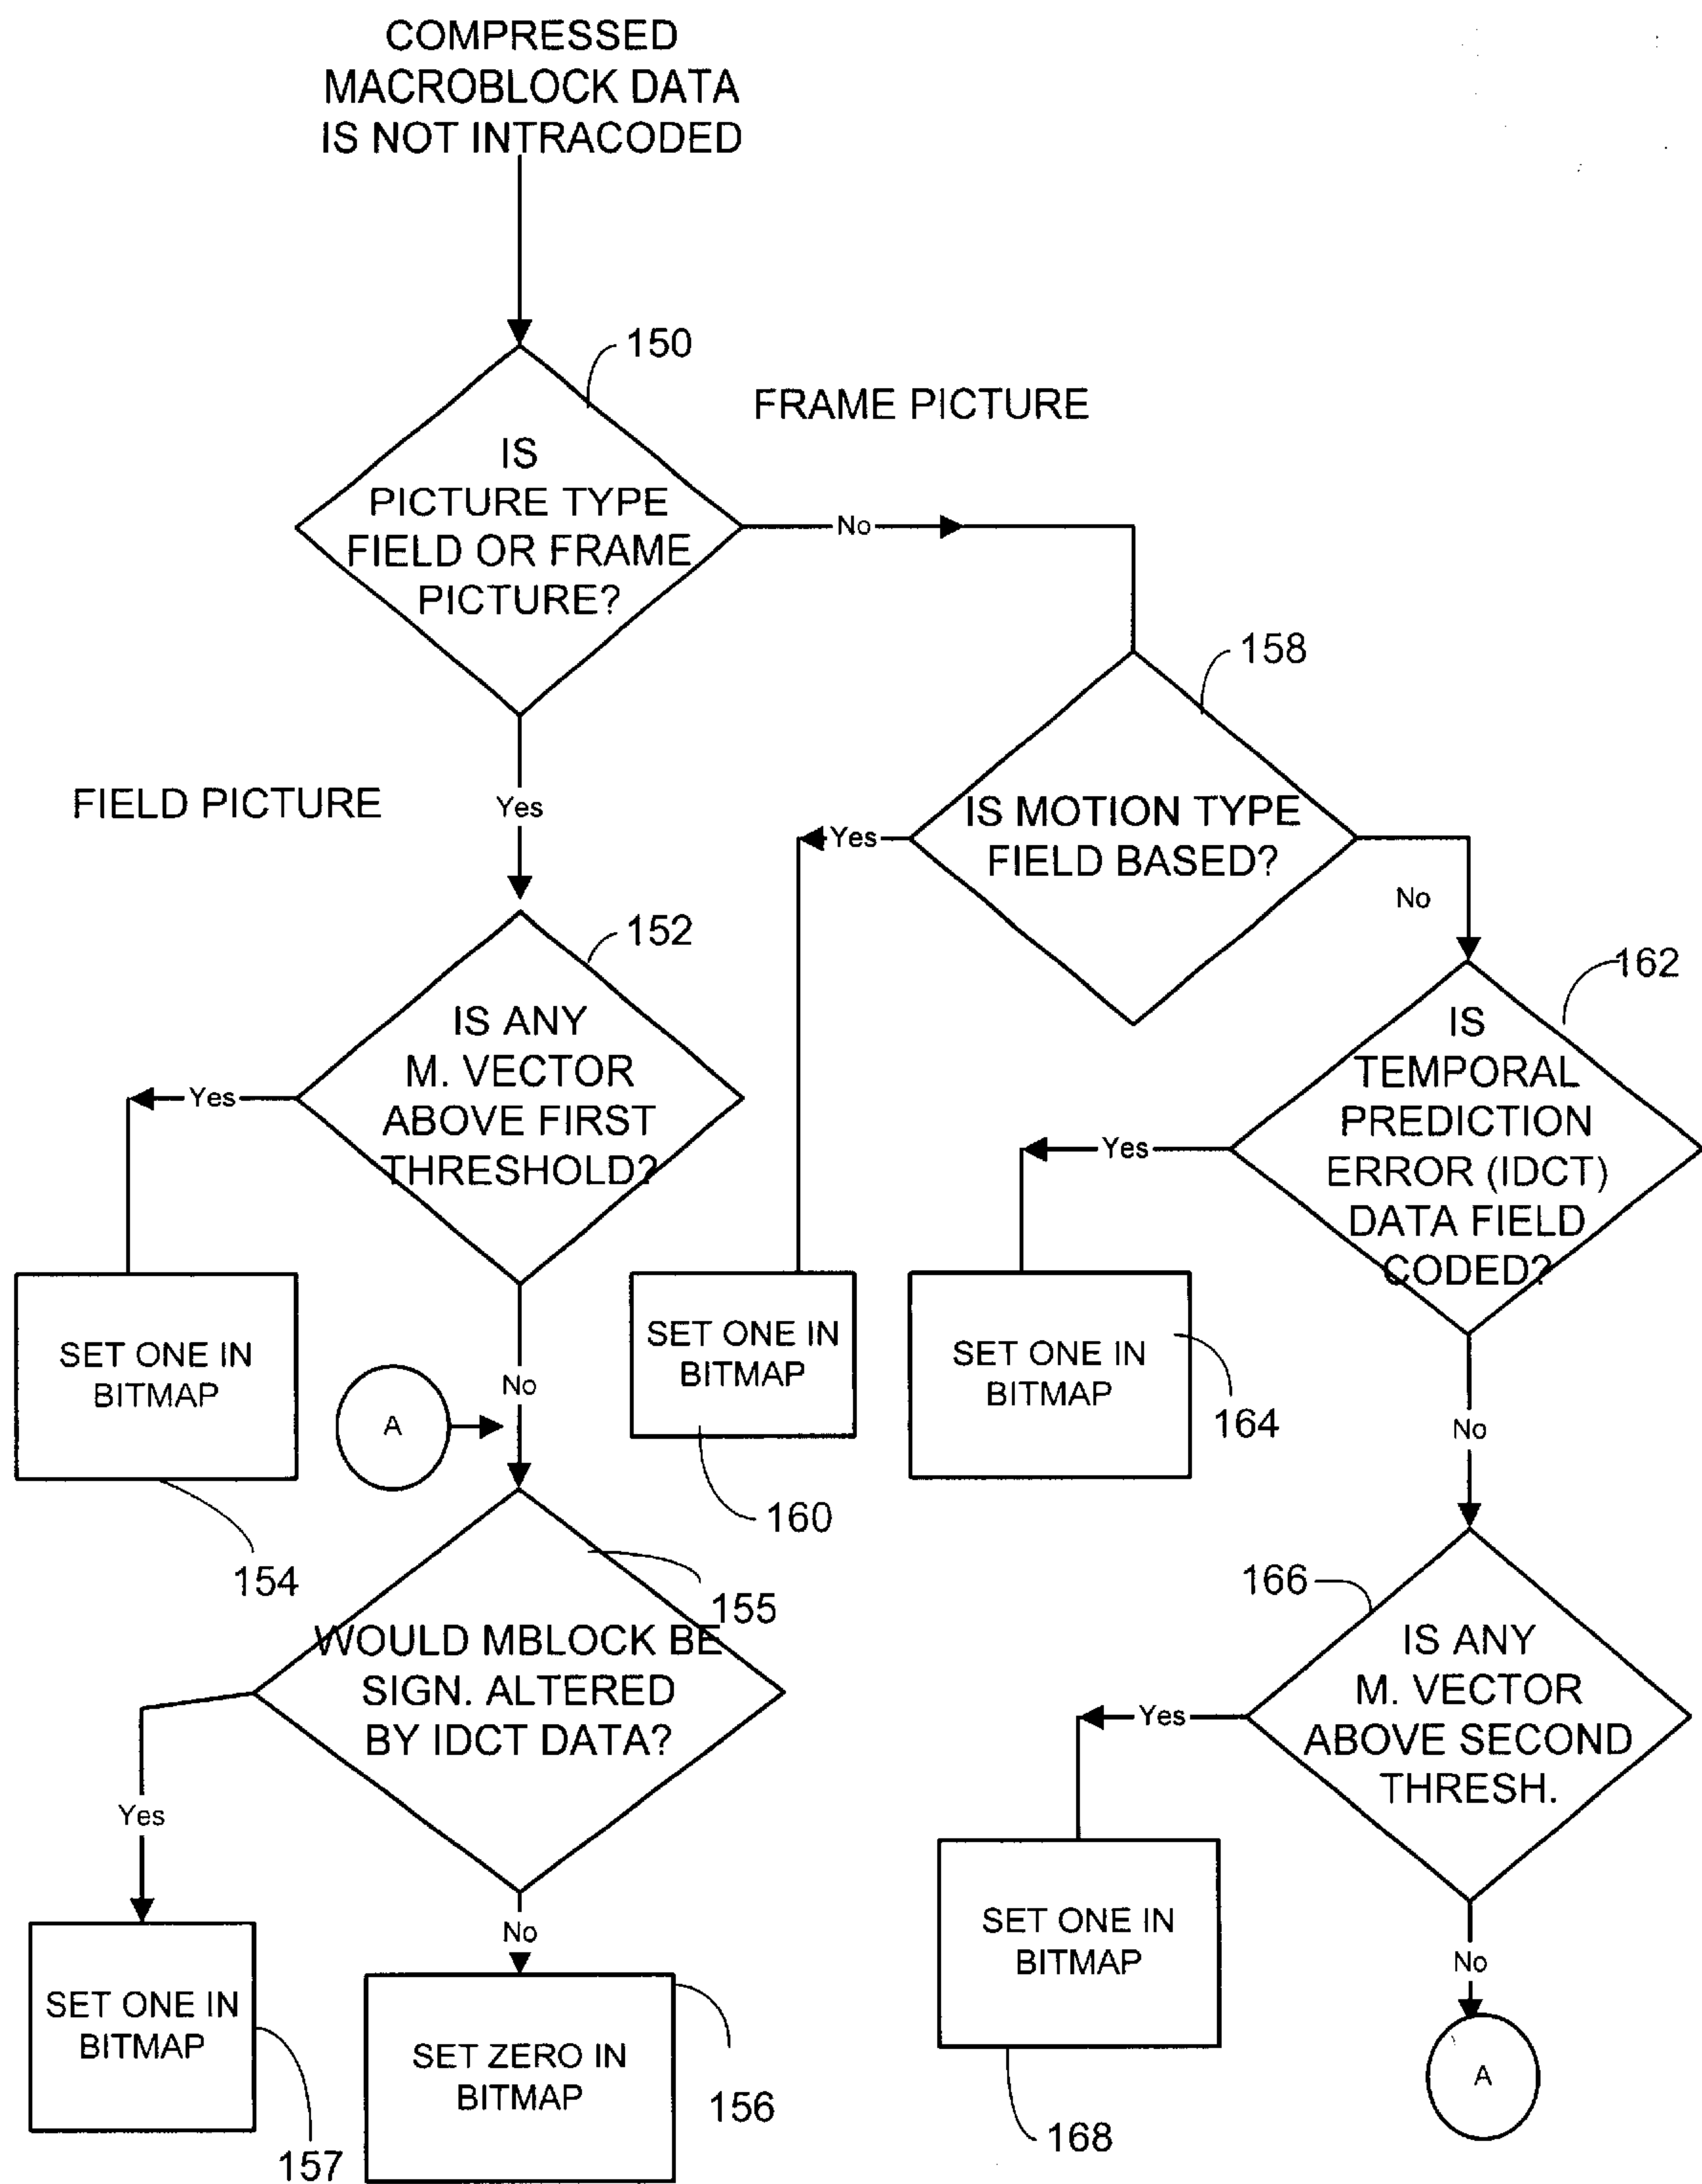 COMPRESSED
MACROBLOCK DATA
IS NOT INTRACODED
150
FRAME PICTURE
IS
PICTURE TYPE
FIELD OR FRAME
PICTURE?
No
158
FIELD PICTURE
Yes
IS MOTION TYPE
FIELD BASED?
Yes
No
152
IS ANY
M. VECTOR
ABOVE FIRST
THRESHOLD?
Yes
162
IS
TEMPORAL
PREDICTION
ERROR (IDCT)
DATA FIELD
CODED?
Yes
SET ONE IN
BITMAP
154
No
A
SET ONE IN
BITMAP
160
SET ONE IN
BITMAP
164
No
155
WOULD MBLOCK BE
SIGN. ALTERED
BY IDCT DATA?
166
IS ANY
M. VECTOR
ABOVE SECOND
THRESH.
Yes
Yes
No
SET ONE IN
BITMAP
157
SET ZERO IN
BITMAP
156
SET ONE IN
BITMAP
168
No
A